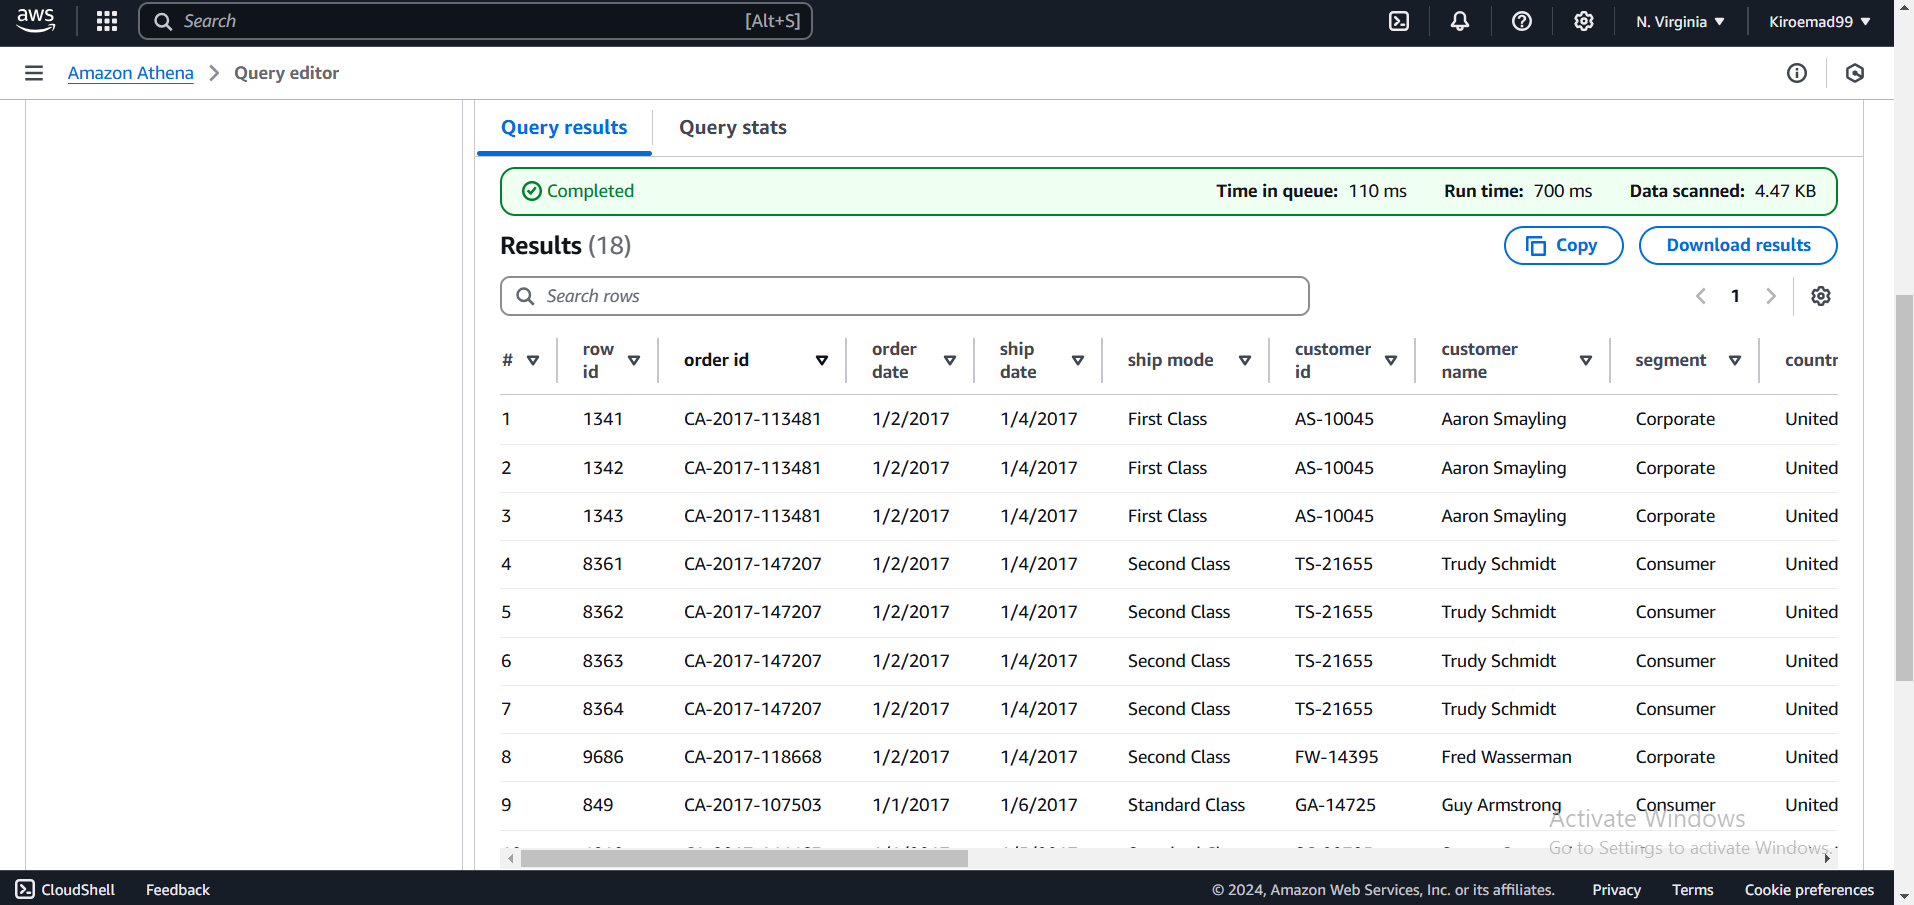 aws Search [Alt+S] N. Virginia Kiroemad99
Amazon Athena Query editor
Query results Query stats
Completed Time in queue: 110 ms Run time: 700 ms Data scanned: 4.47 KB
Results (18) Copy Download results
Search rows 1
# row id order id order date ship date ship mode customer id customer name segment countr
1 1341 CA-2017-113481 1/2/2017 1/4/2017 First Class AS-10045 Aaron Smayling Corporate United
2 1342 CA-2017-113481 1/2/2017 1/4/2017 First Class AS-10045 Aaron Smayling Corporate United
3 1343 CA-2017-113481 1/2/2017 1/4/2017 First Class AS-10045 Aaron Smayling Corporate United
4 8361 CA-2017-147207 1/2/2017 1/4/2017 Second Class TS-21655 Trudy Schmidt Consumer United
5 8362 CA-2017-147207 1/2/2017 1/4/2017 Second Class TS-21655 Trudy Schmidt Consumer United
6 8363 CA-2017-147207 1/2/2017 1/4/2017 Second Class TS-21655 Trudy Schmidt Consumer United
7 8364 CA-2017-147207 1/2/2017 1/4/2017 Second Class TS-21655 Trudy Schmidt Consumer United
8 9686 CA-2017-118668 1/2/2017 1/4/2017 Second Class FW-14395 Fred Wasserman Corporate United
9 849 CA-2017-107503 1/1/2017 1/6/2017 Standard Class GA-14725 Guy Armstrong Consumer United
Activate Windows
Go to Settings to activate Windows.
CloudShell Feedback © 2024, Amazon Web Services, Inc. or its affiliates. Privacy Terms Cookie preferences